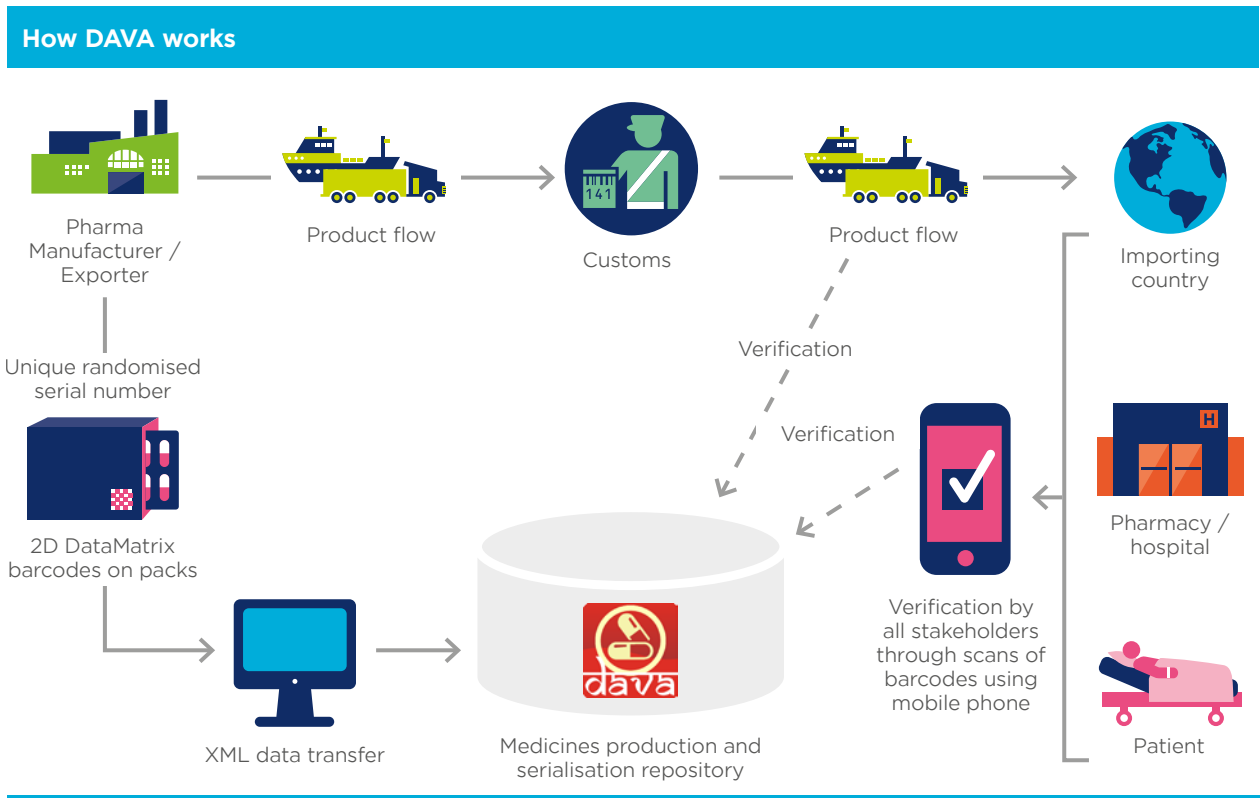 How DAVA works
Pharma
Manufacturer /
Exporter
Product flow
141
Customs
Product flow
Importing
country
Unique randomised
serial number
Verification
Verification
H
2D DataMatrix
barcodes on packs
Pharmacy /
hospital
Verification by
all stakeholders
through scans of
barcodes using
mobile phone
dava
XML data transfer
Medicines production and
serialisation repository
Patient